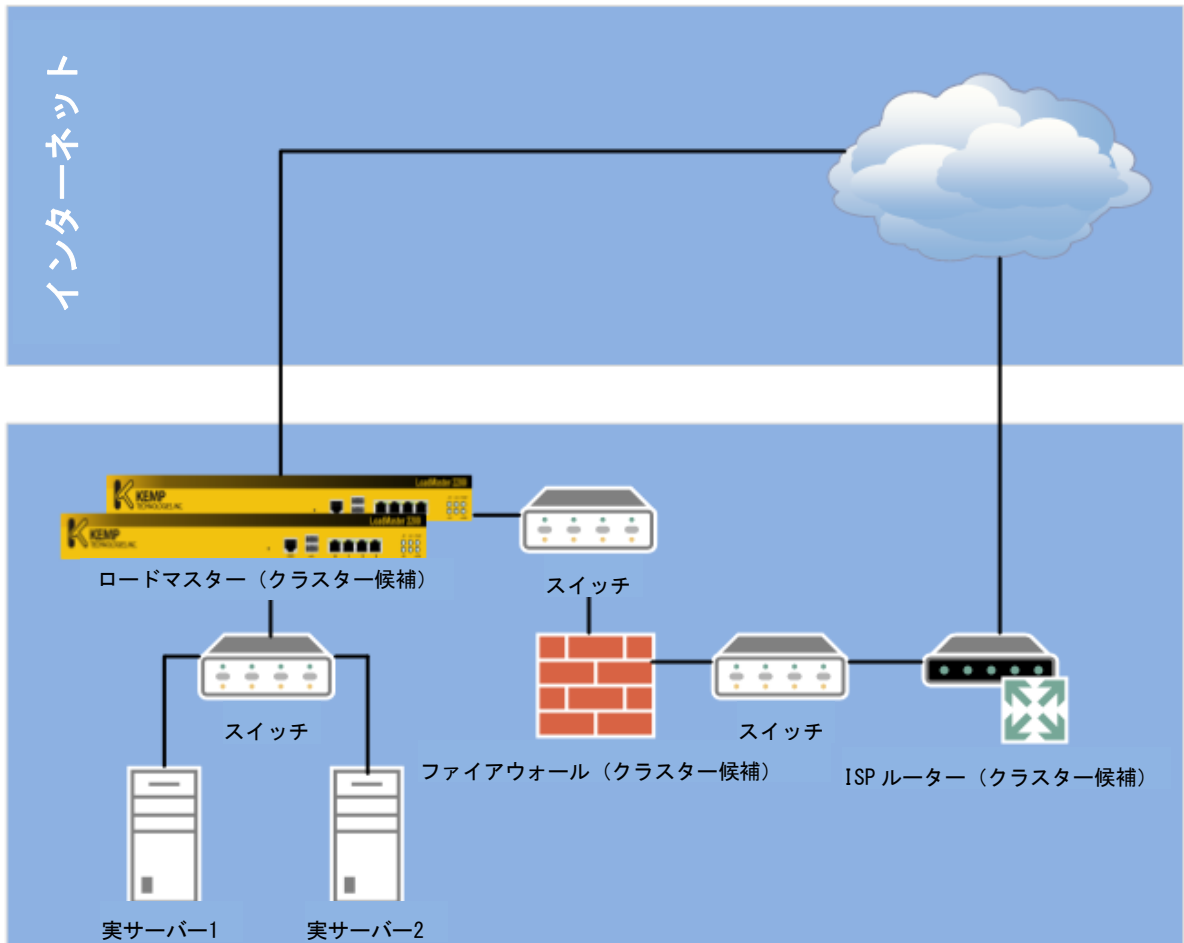 インターネット
LoadMaster 2200
KEMP
TECHNOLOGIES INC.
LoadMaster 2200
KEMP
TECHNOLOGIES INC.
ロードマスター（クラスター候補）
スイッチ
スイッチ
スイッチ
ファイアウォール（クラスター候補）
ISP ルーター（クラスター候補）
実サーバー1
実サーバー2